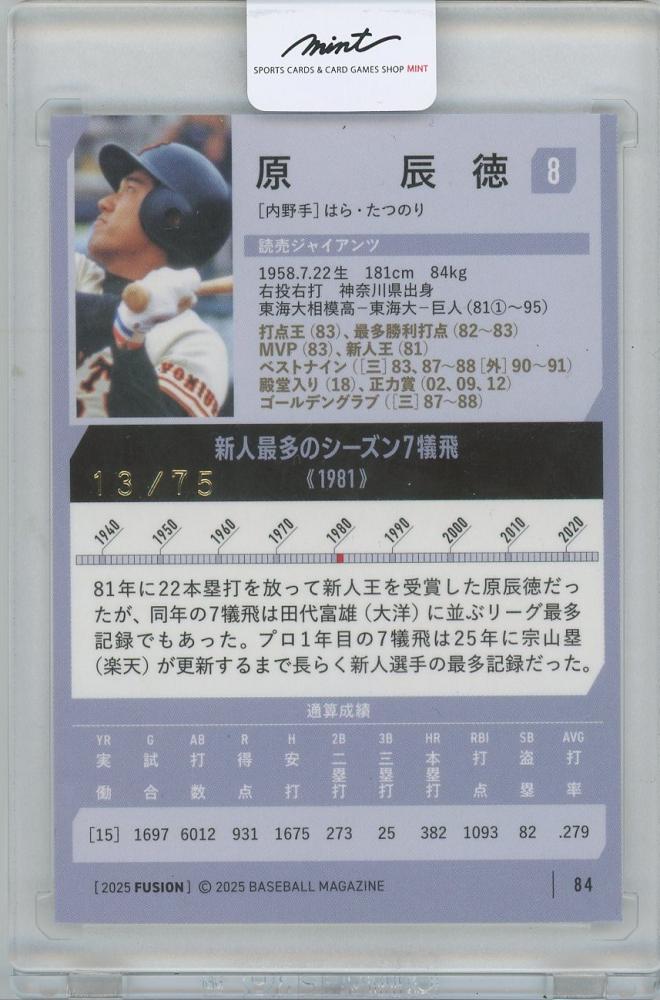 mint
SPORTS CARDS & CARD GAMES SHOP MINT
原 辰徳 8
[内野手]はら・たつのり
読売ジャイアンツ
1958.7.22生 181cm 84kg
右投右打 神奈川県出身
東海大相模高－東海大－巨人(81①～95)
打点王(83)、最多勝利打点(82～83)
MVP(83)、新人王(81)
ベストナイン([三]83、87～88[外]90～91)
殿堂入り(18)、正力賞(02、09、12)
ゴールデングラブ([三]87～88)
新人最多のシーズン7犠飛
《1981》
13/75
1940 1950 1960 1970 1980 1990 2000 2010 2020
81年に22本塁打を放って新人王を受賞した原辰徳だっ
たが、同年の7犠飛は田代富雄(大洋)に並ぶリーグ最多
記録でもあった。プロ1年目の7犠飛は25年に宗山塁
(楽天)が更新するまで長らく新人選手の最多記録だった。
通算成績
YR G AB R H 2B 3B HR RBI SB AVG
実働 試合 打数 得点 安打 二塁打 三塁打 本塁打 打点 盗塁 打率
[15] 1697 6012 931 1675 273 25 382 1093 82 .279
[2025 FUSION] © 2025 BASEBALL MAGAZINE 84